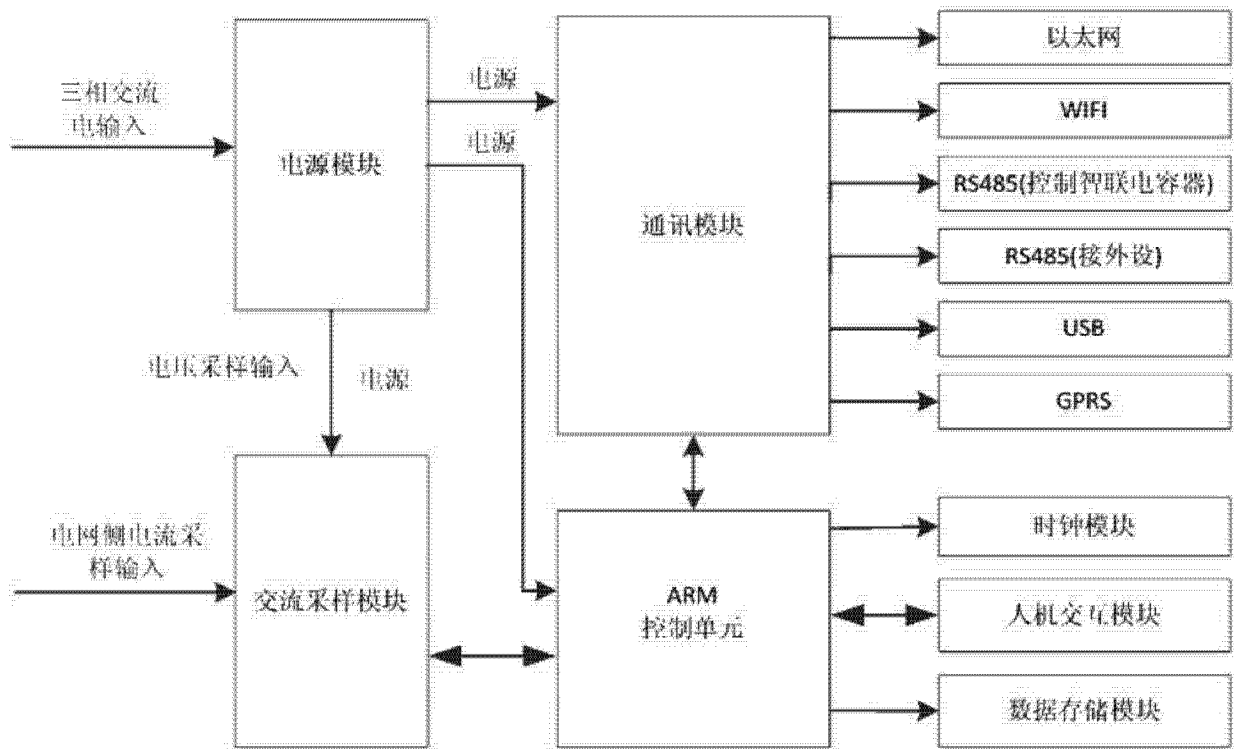 三相交流
电输入
电源模块
电源
电源
通讯模块
以太网
WIFI
RS485(控制智联电容器)
RS485(接外设)
USB
GPRS
电压采样输入
电源
电网侧电流采
样输入
交流采样模块
ARM
控制单元
时钟模块
人机交互模块
数据存储模块